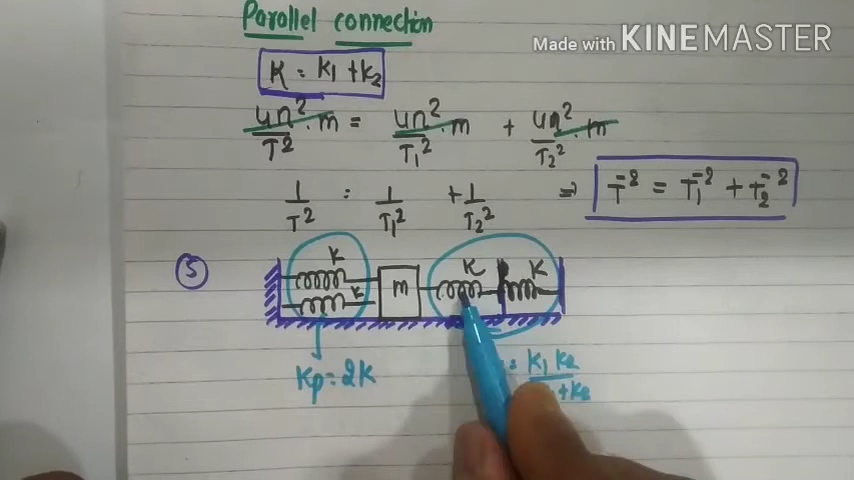 Parallel connection
Made with KINEMASTER
K = K1 + K2
4π²/T² · m = 4π²/T1² · m + 4π²/T2² · m
1/T² = 1/T1² + 1/T2² ⇒ T⁻² = T1⁻² + T2⁻²
5
K
K
m
K
K
Kp = 2K
= K1 K2
+ K2